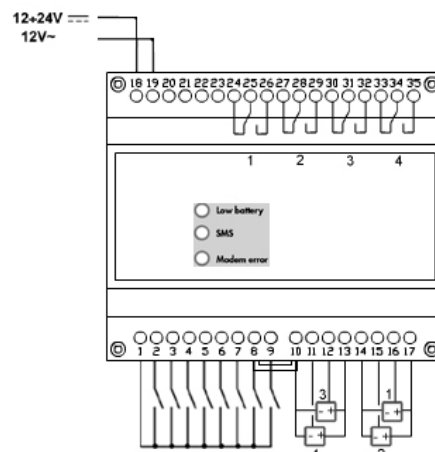 12÷24V
12V~
18 19 20 21 22 23 24 25 26 27 28 29 30 31 32 33 34 35
1 2 3 4
Low battery
SMS
Modem error
1 2 3 4 5 6 7 8 9 10 11 12 13 14 15 16 17
3 1
- + - +
- + - +